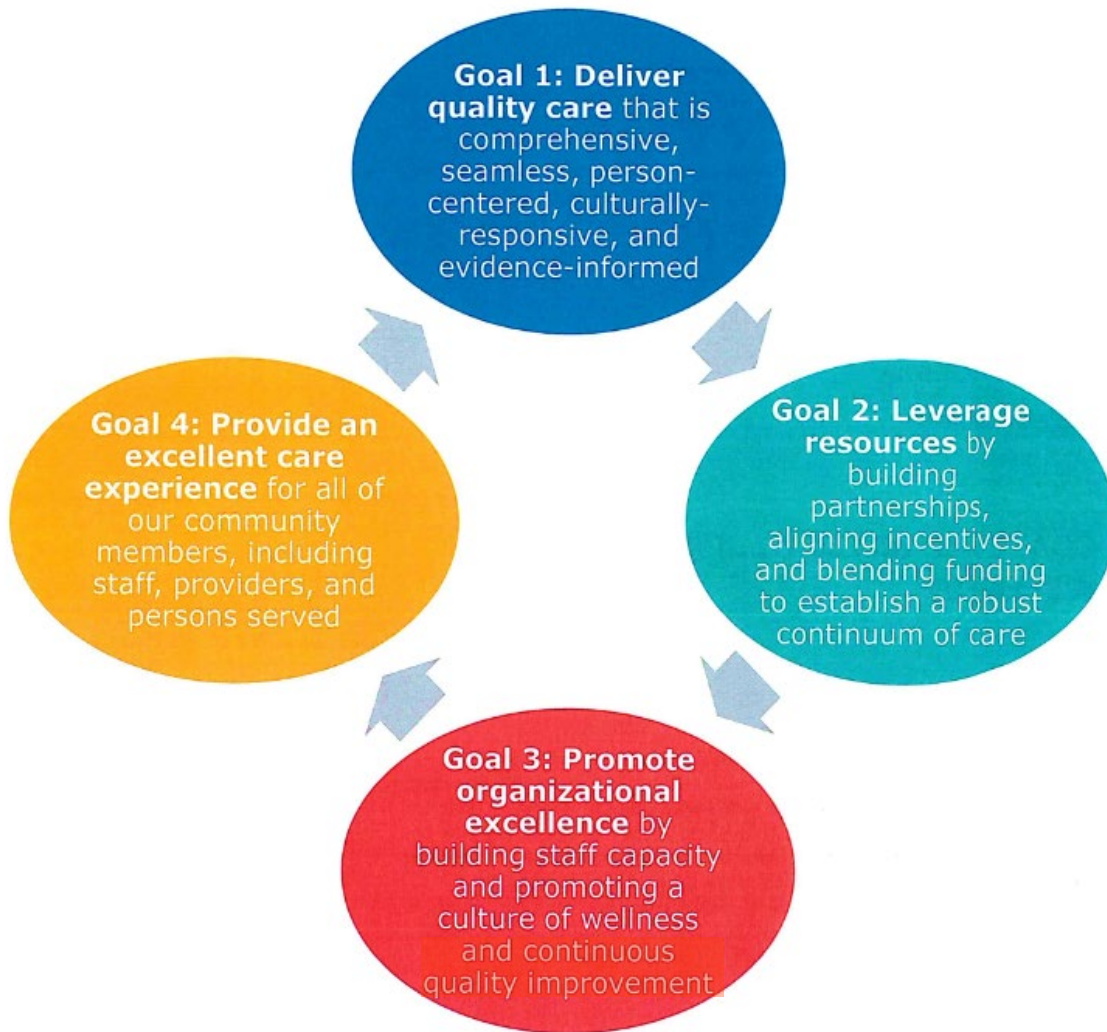 Goal 1: Deliver
quality care that is
comprehensive,
seamless, person-
centered, culturally-
responsive, and
evidence-informed
Goal 2: Leverage
resources by
building
partnerships,
aligning incentives,
and blending funding
to establish a robust
continuum of care
Goal 3: Promote
organizational
excellence by
building staff capacity
and promoting a
culture of wellness
and continuous
quality improvement
Goal 4: Provide an
excellent care
experience for all of
our community
members, including
staff, providers, and
persons served